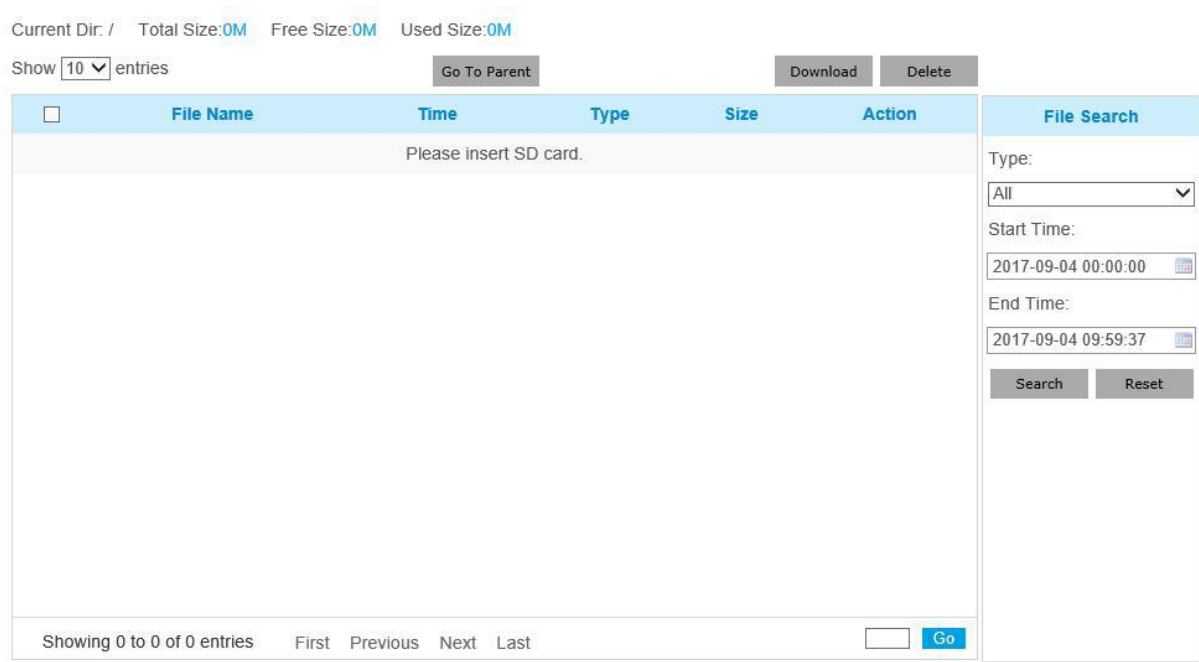 Current Dir: / Total Size:0M Free Size:0M Used Size:0M
Show 10 entries Go To Parent Download Delete
File Name Time Type Size Action
Please insert SD card.
Showing 0 to 0 of 0 entries First Previous Next Last Go
File Search
Type:
All
Start Time:
2017-09-04 00:00:00
End Time:
2017-09-04 09:59:37
Search Reset